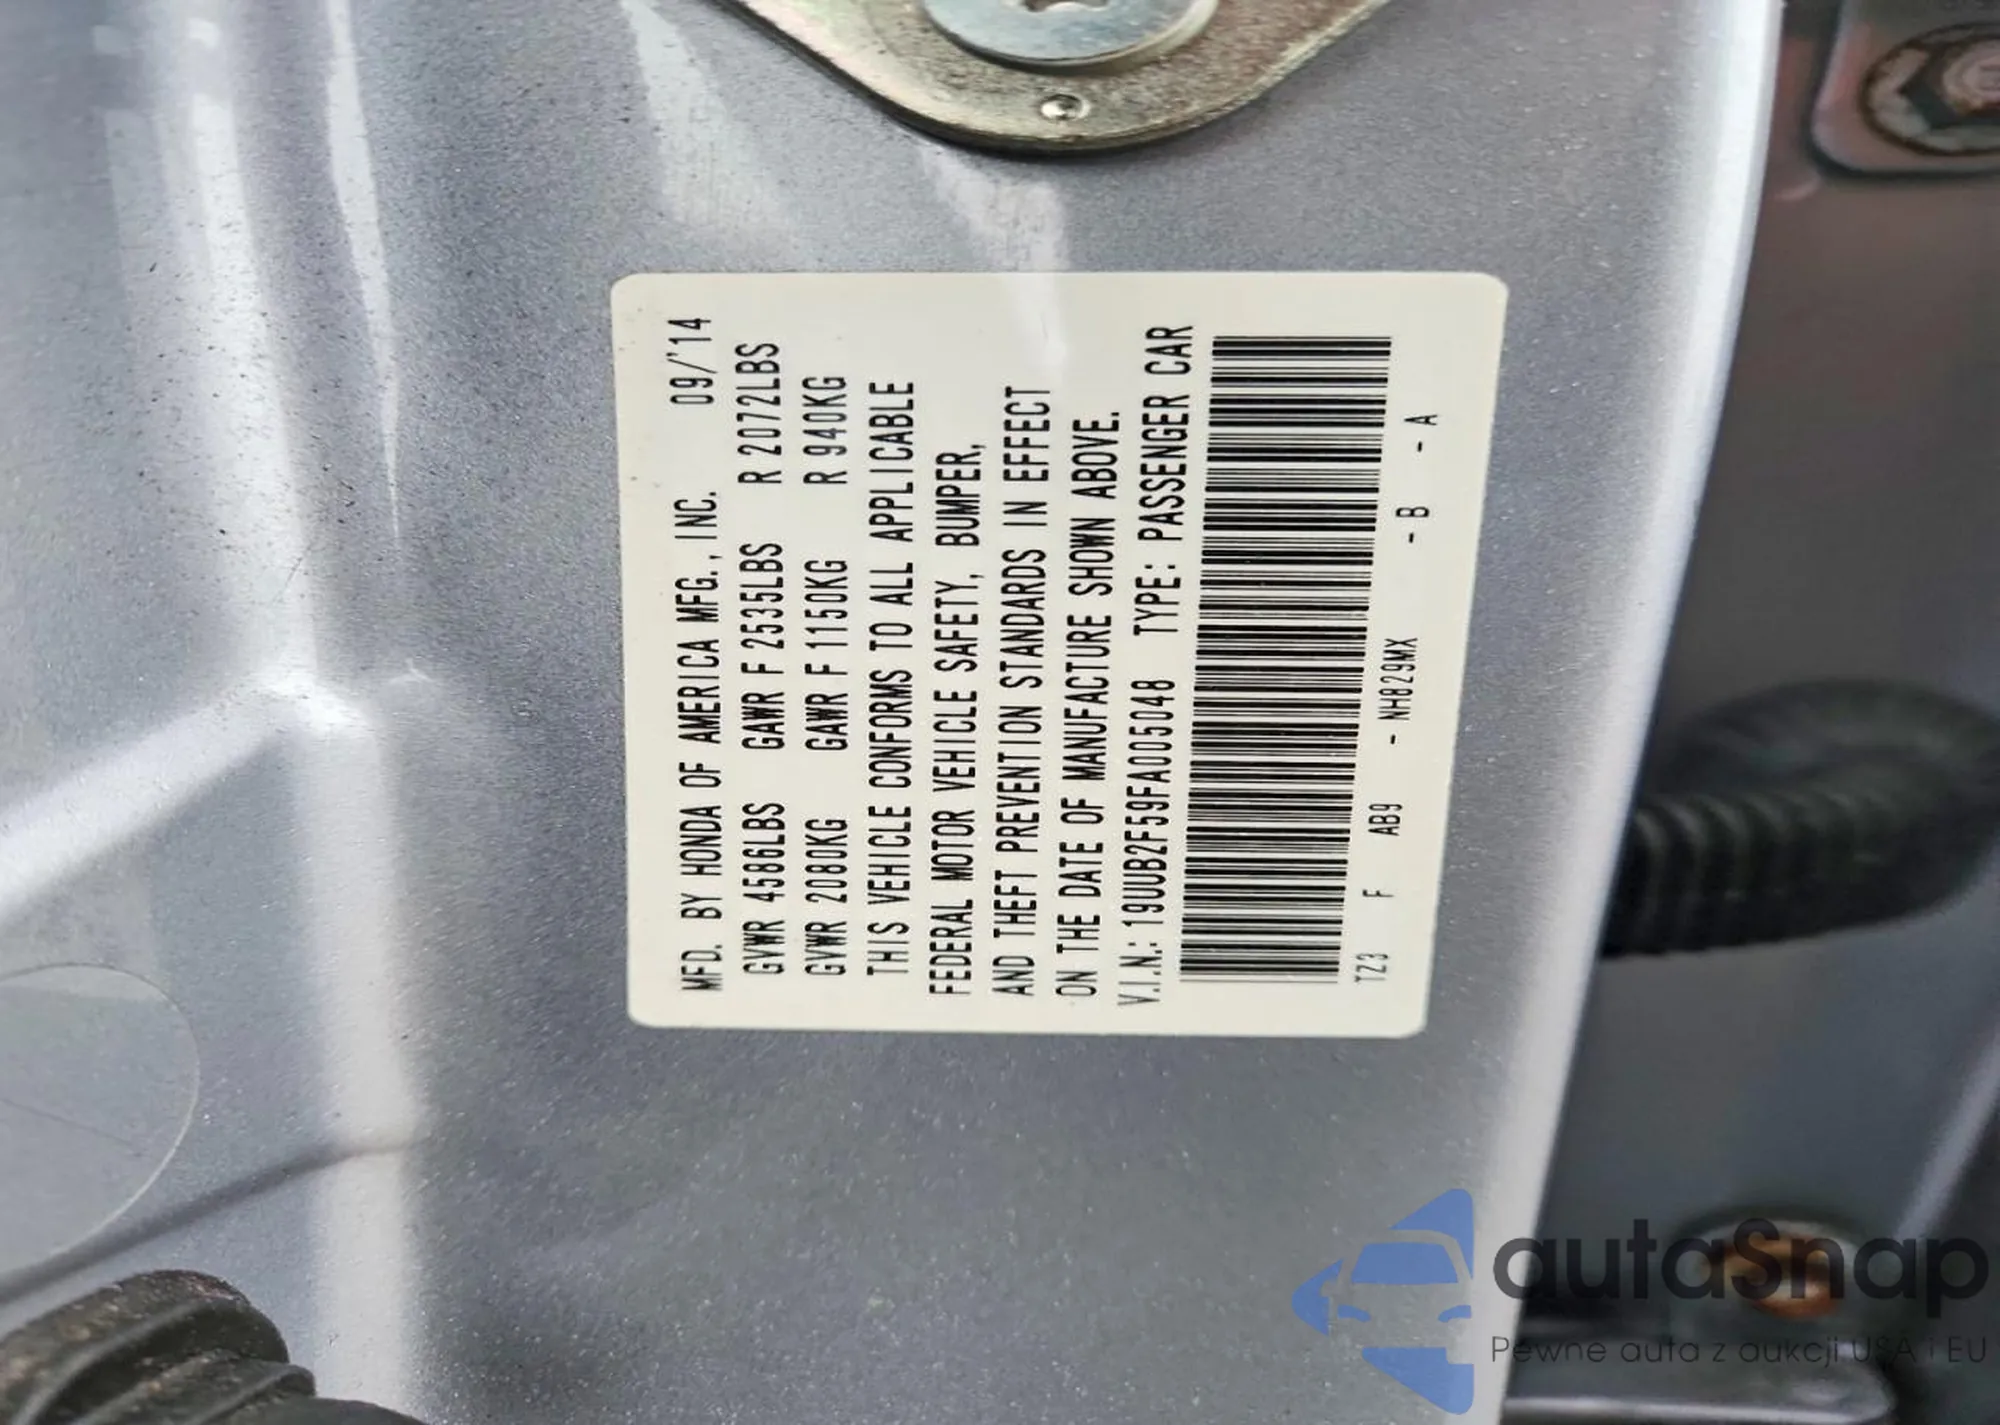 MFD. BY HONDA OF AMERICA MFG., INC. 09/'14
GVWR 4586LBS GAWR F 2535LBS R 2072LBS
GVWR 2080KG GAWR F 1150KG R 940KG
THIS VEHICLE CONFORMS TO ALL APPLICABLE
FEDERAL MOTOR VEHICLE SAFETY, BUMPER,
AND THEFT PREVENTION STANDARDS IN EFFECT
ON THE DATE OF MANUFACTURE SHOWN ABOVE.
V.I.N.: 19UUB2F59FA005048 TYPE: PASSENGER CAR
TZ3 F AB9 - NH829MX - B - A
autaSnap
Pewne auta z aukcji USA i EU